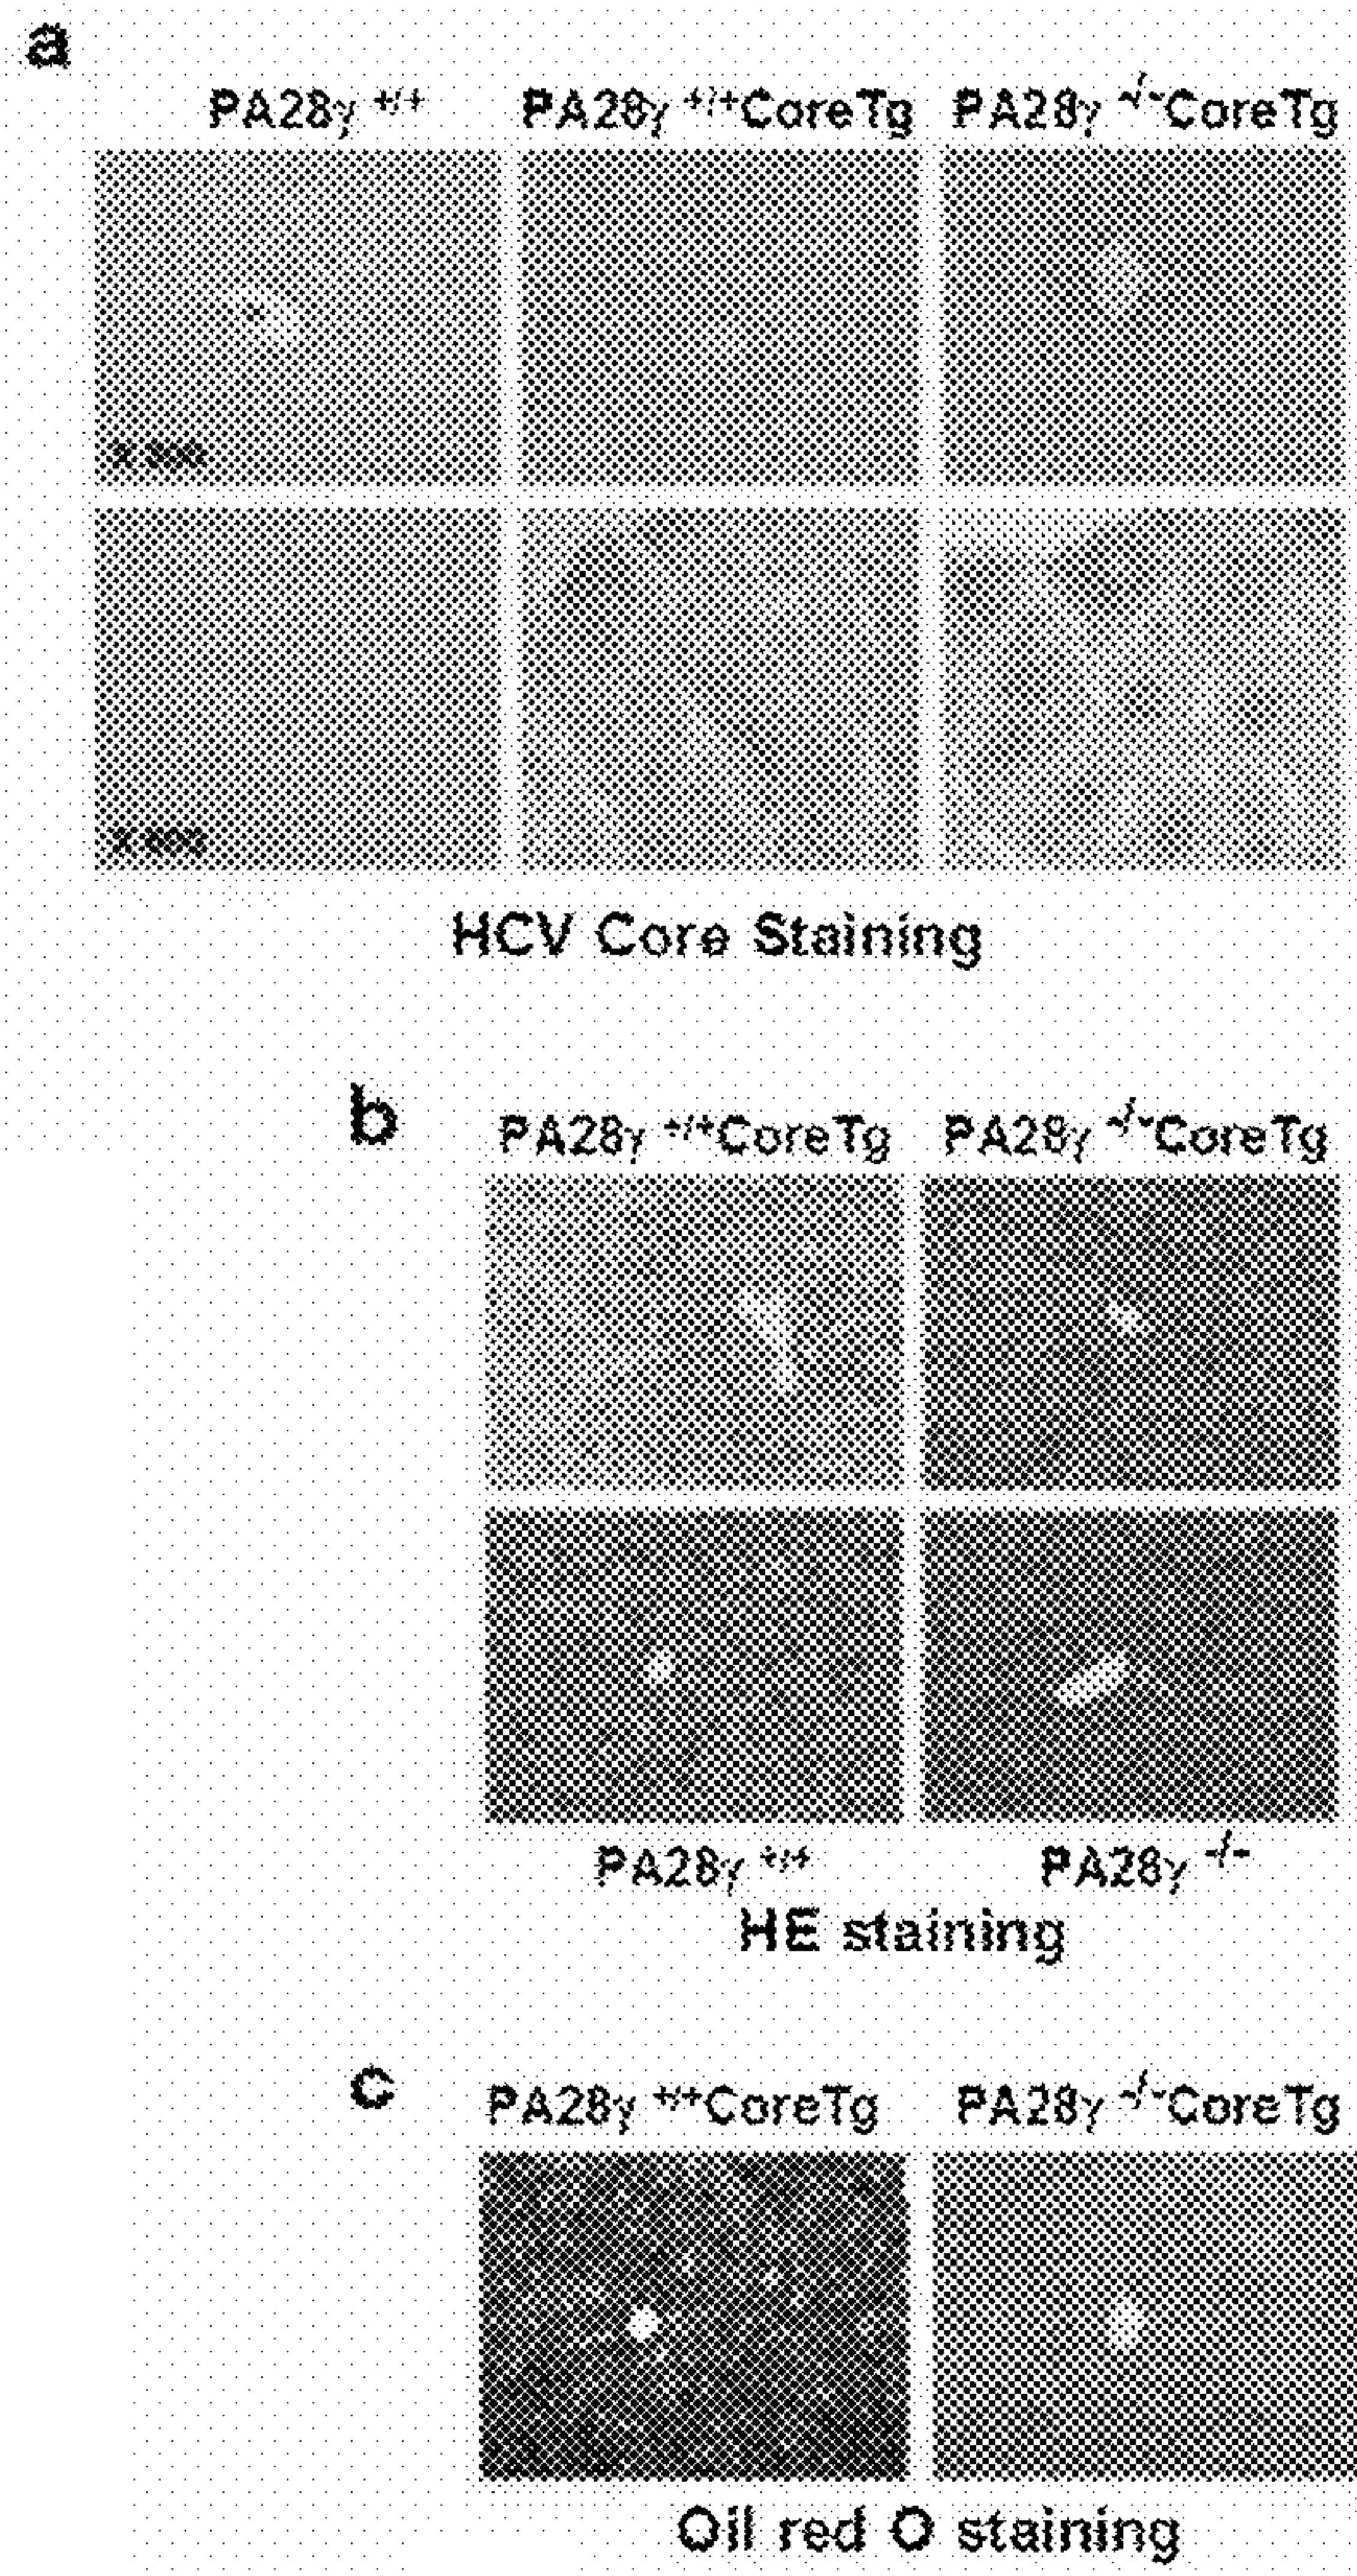 a
PA28γ +/+ PA28γ +/+CoreTg PA28γ -/-CoreTg
HCV Core Staining
b
PA28γ +/+CoreTg PA28γ -/-CoreTg
PA28γ +/+ PA28γ -/-
HE staining
c
PA28γ +/+CoreTg PA28γ -/-CoreTg
Oil red O staining